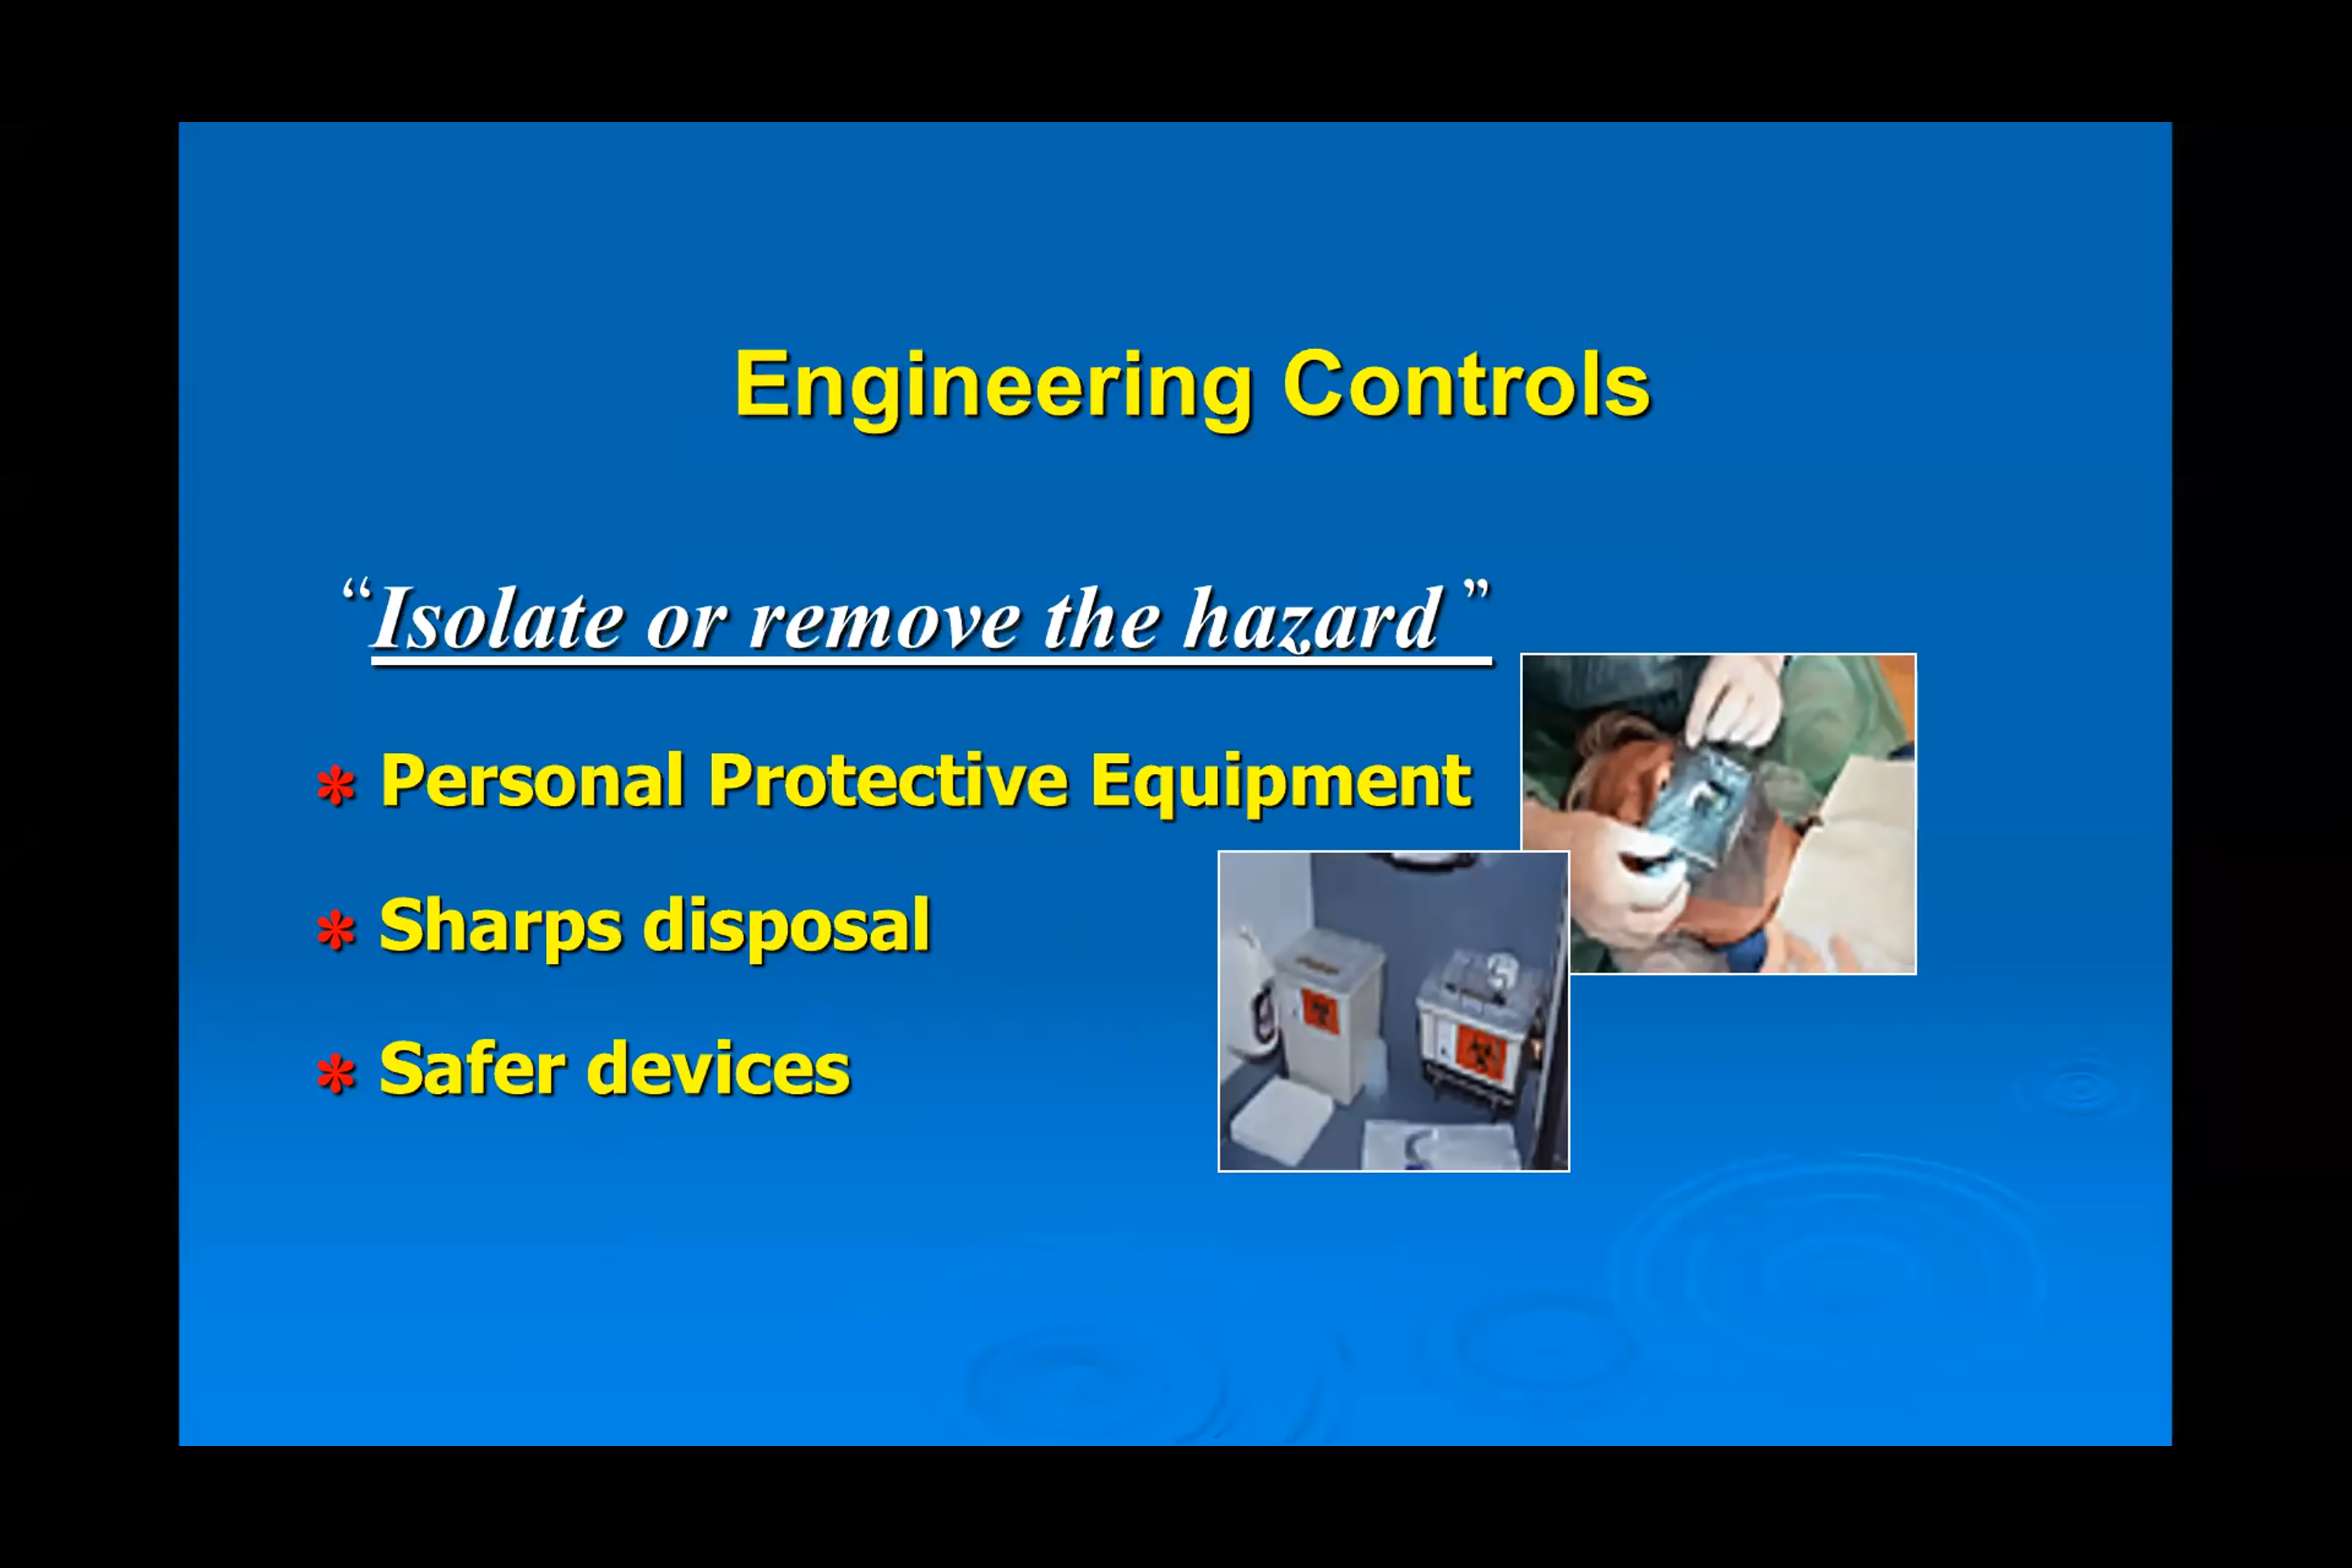 Engineering Controls
“Isolate or remove the hazard ”
* Personal Protective Equipment
* Sharps disposal
* Safer devices